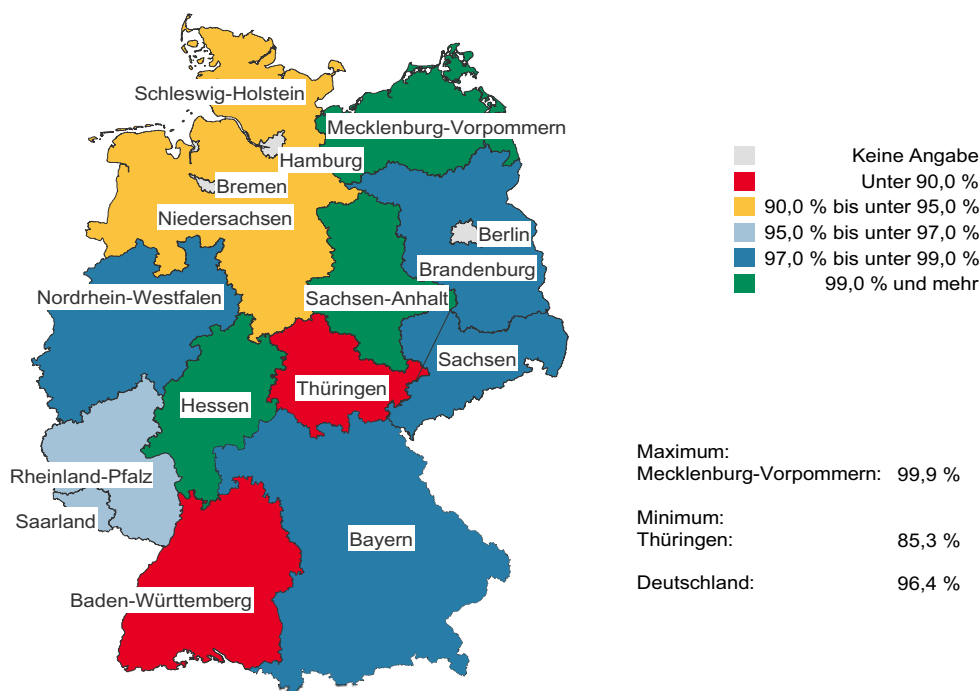 Schleswig-Holstein
Mecklenburg-Vorpommern
Hamburg
Bremen
Niedersachsen
Berlin
Brandenburg
Nordrhein-Westfalen
Sachsen-Anhalt
Sachsen
Thüringen
Hessen
Rheinland-Pfalz
Saarland
Bayern
Baden-Württemberg
Keine Angabe
Unter 90,0 %
90,0 % bis unter 95,0 %
95,0 % bis unter 97,0 %
97,0 % bis unter 99,0 %
99,0 % und mehr
Maximum:
Mecklenburg-Vorpommern: 99,9 %
Minimum:
Thüringen: 85,3 %
Deutschland: 96,4 %